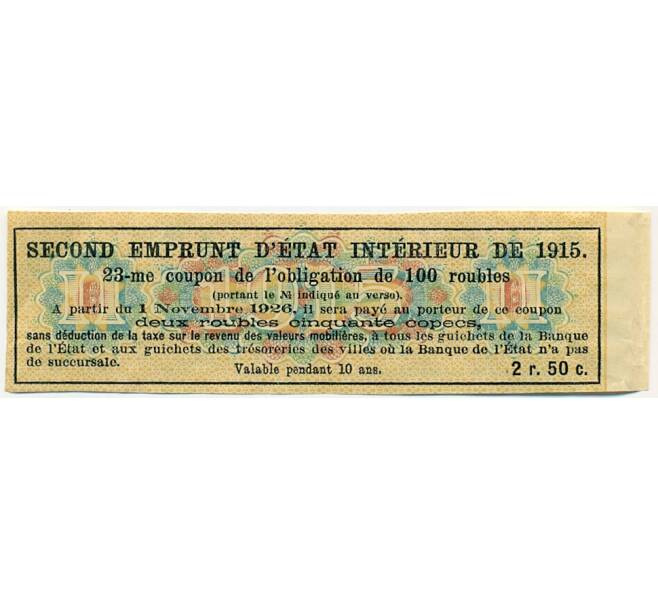 SECOND EMPRUNT D'ÉTAT INTÉRIEUR DE 1915.
23-me coupon de l'obligation de 100 roubles
(portant le № indiqué au verso).
A partir du 1 Novembre 1926, il sera payé au porteur de ce coupon
deux roubles cinquante copecs,
sans déduction de la taxe sur le revenu des valeurs mobilières, à tous les guichets de la Banque
de l'État et aux guichets des trésoreries des villes où la Banque de l'État n'a pas
de succursale.
Valable pendant 10 ans.
2 r. 50 c.